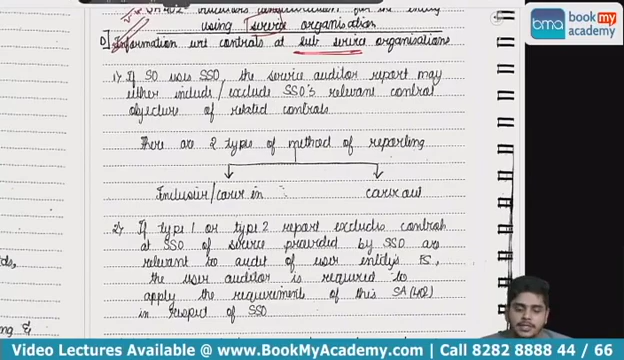 using service organisation
D] Information wrt controls at sub service organisations
bma book my academy
1) If SO uses SSO, the service auditor report may
either include/exclude SSO's relevant control
objective of related controls
There are 2 types of method of reporting
Inclusive/carve in
carve out
2) If type 1 or type 2 report excludes controls
at SSO of service provided by SSO are
relevant to audit of user entity's FS,
the user auditor is required to
apply the requirement of this SA(402)
in respect of SSO
Video Lectures Available @ www.BookMyAcademy.com | Call 8282 8888 44 / 66